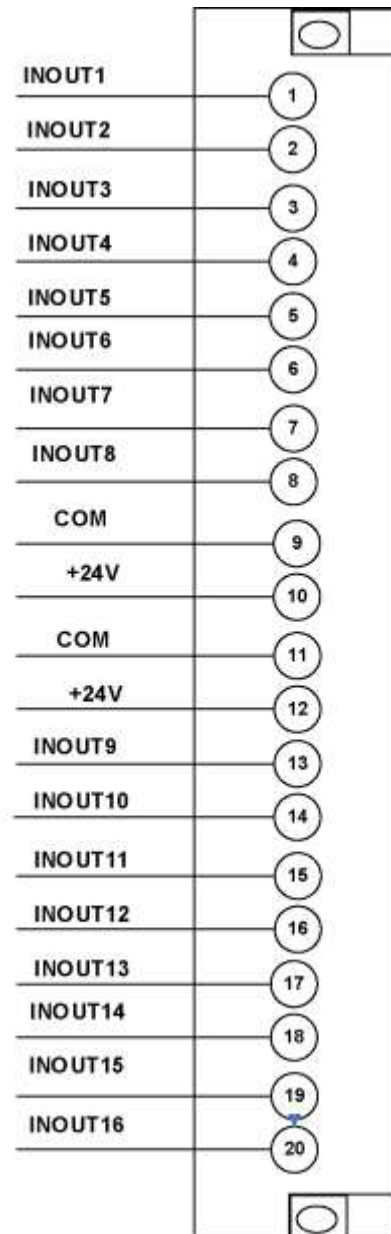 INOUT1
1
INOUT2
2
INOUT3
3
INOUT4
4
INOUT5
5
INOUT6
6
INOUT7
7
INOUT8
8
COM
9
+24V
10
COM
11
+24V
12
INOUT9
13
INOUT10
14
INOUT11
15
INOUT12
16
INOUT13
17
INOUT14
18
INOUT15
19
INOUT16
20